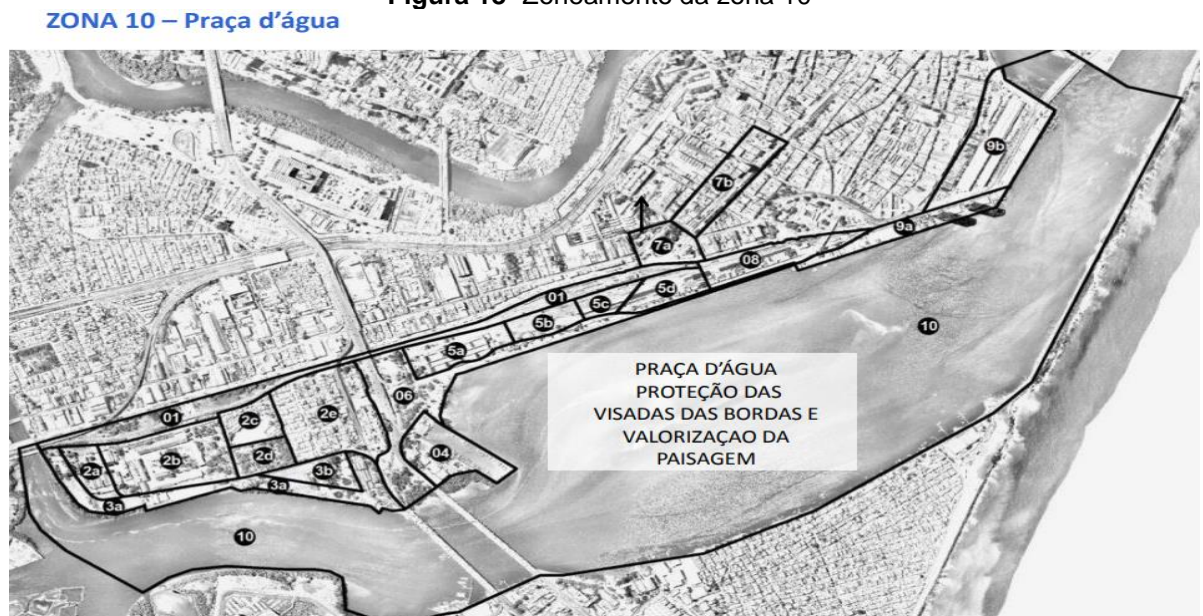 Figura 18- Zoneamento da zona 10
ZONA 10 – Praça d'água
9b
7b
7a
9a
08
01
5d
5c
5b
10
5a
PRAÇA D'ÁGUA
PROTEÇÃO DAS
VISADAS DAS BORDAS E
VALORIZAÇAO DA
PAISAGEM
06
01
2c
2e
04
2a
2b
2d
3b
3a
3a
10